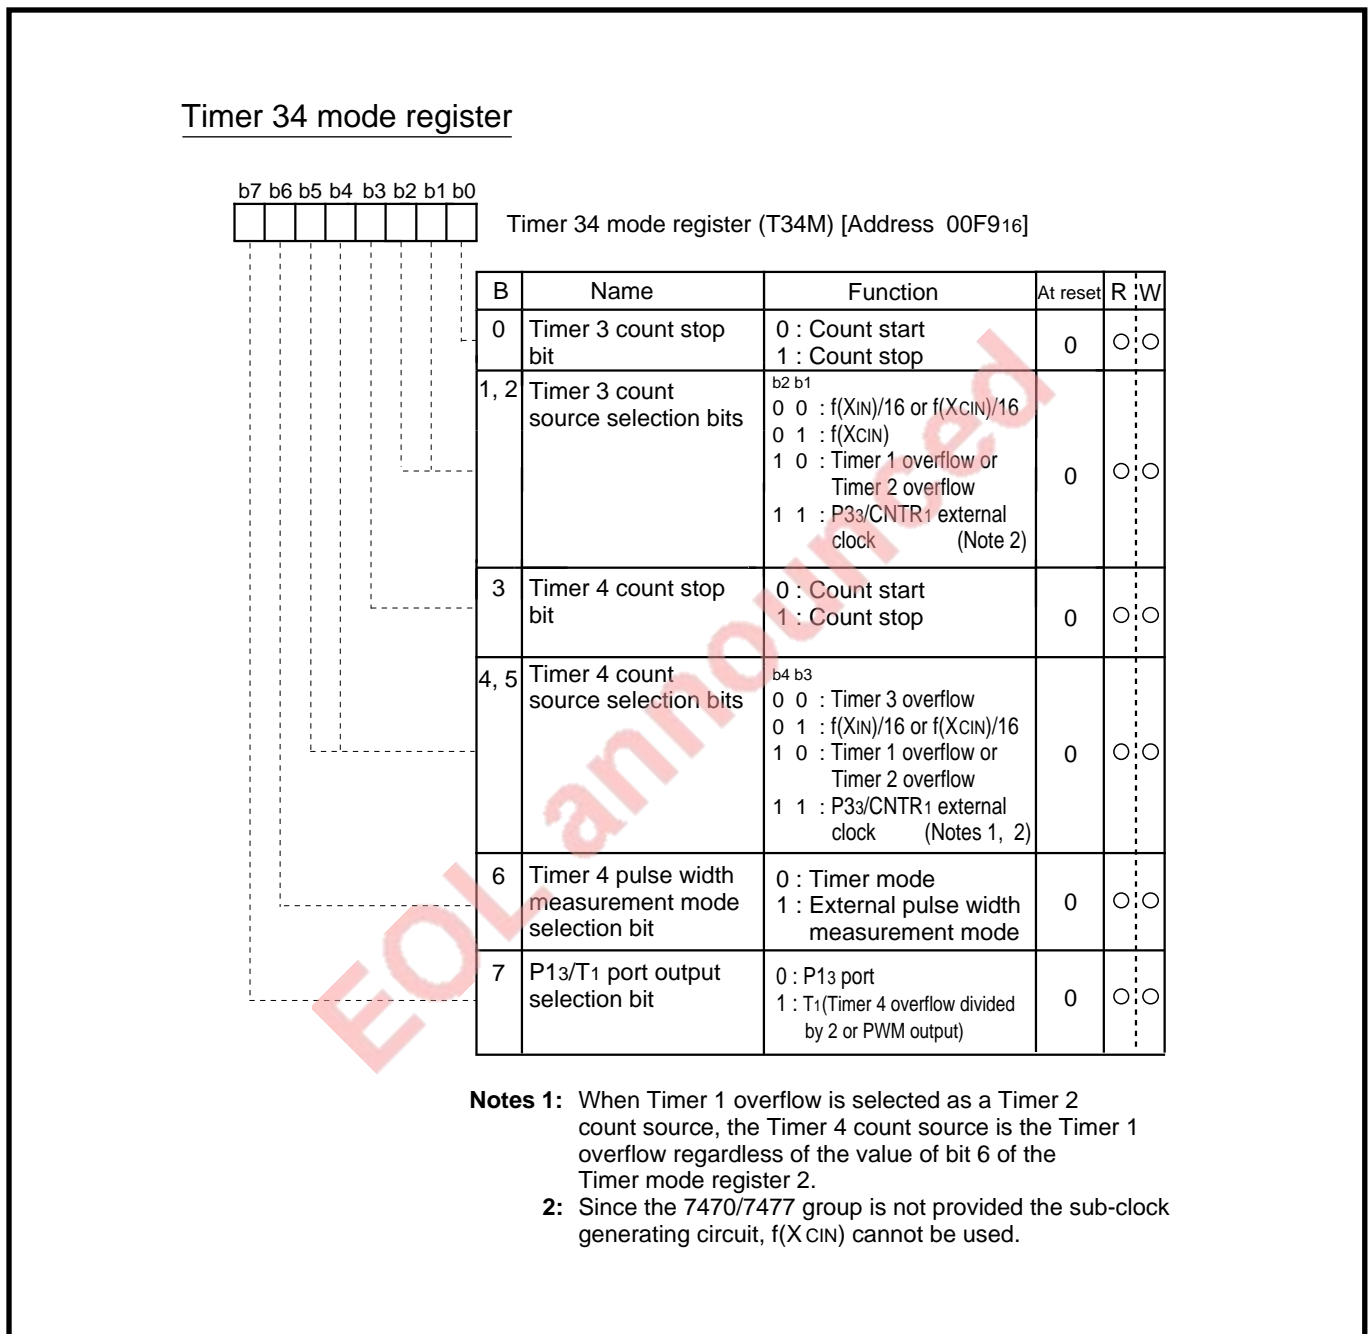 Timer 34 mode register
b7 b6 b5 b4 b3 b2 b1 b0
Timer 34 mode register (T34M) [Address 00F916]
B Name Function At reset R W
0 Timer 3 count stop bit 0 : Count start
1 : Count stop 0 ○ ○
1, 2 Timer 3 count source selection bits b2 b1
0 0 : f(XIN)/16 or f(XCIN)/16
0 1 : f(XCIN)
1 0 : Timer 1 overflow or
Timer 2 overflow
1 1 : P33/CNTR1 external
clock (Note 2) 0 ○ ○
3 Timer 4 count stop bit 0 : Count start
1 : Count stop 0 ○ ○
4, 5 Timer 4 count source selection bits b4 b3
0 0 : Timer 3 overflow
0 1 : f(XIN)/16 or f(XCIN)/16
1 0 : Timer 1 overflow or
Timer 2 overflow
1 1 : P33/CNTR1 external
clock (Notes 1, 2) 0 ○ ○
6 Timer 4 pulse width measurement mode selection bit 0 : Timer mode
1 : External pulse width
measurement mode 0 ○ ○
7 P13/T1 port output selection bit 0 : P13 port
1 : T1(Timer 4 overflow divided
by 2 or PWM output) 0 ○ ○
Notes 1: When Timer 1 overflow is selected as a Timer 2
count source, the Timer 4 count source is the Timer 1
overflow regardless of the value of bit 6 of the
Timer mode register 2.
2: Since the 7470/7477 group is not provided the sub-clock
generating circuit, f(XCIN) cannot be used.
EOL announced